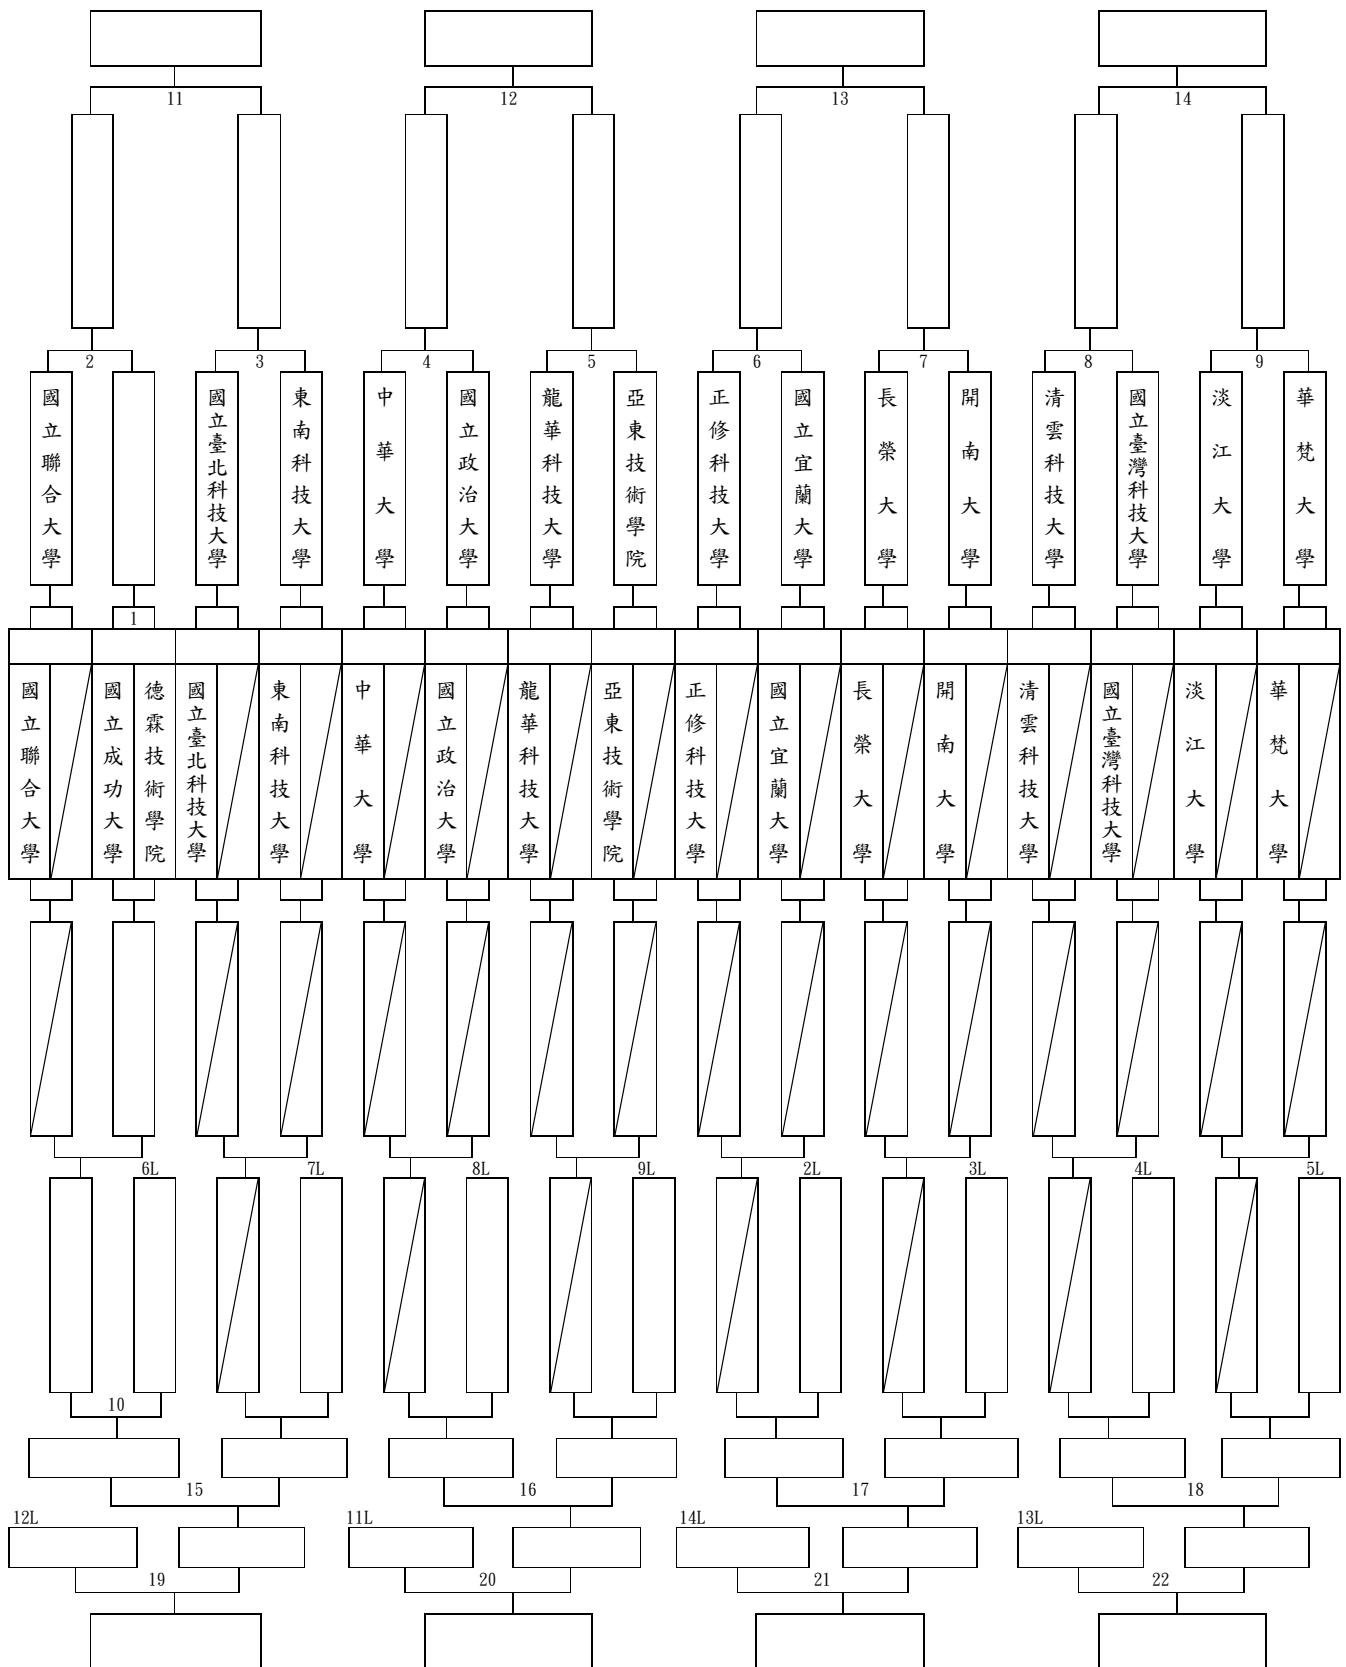 11
12
13
14
2
3
4
5
6
7
8
9
國立聯合大學
國立臺北科技大學
東南科技大學
中華大學
國立政治大學
龍華科技大學
亞東技術學院
正修科技大學
國立宜蘭大學
長榮大學
開南大學
清雲科技大學
國立臺灣科技大學
淡江大學
華梵大學
1
國立聯合大學
國立成功大學
德霖技術學院
國立臺北科技大學
東南科技大學
中華大學
國立政治大學
龍華科技大學
亞東技術學院
正修科技大學
國立宜蘭大學
長榮大學
開南大學
清雲科技大學
國立臺灣科技大學
淡江大學
華梵大學
6L
7L
8L
9L
2L
3L
4L
5L
10
15
16
17
18
12L
11L
14L
13L
19
20
21
22